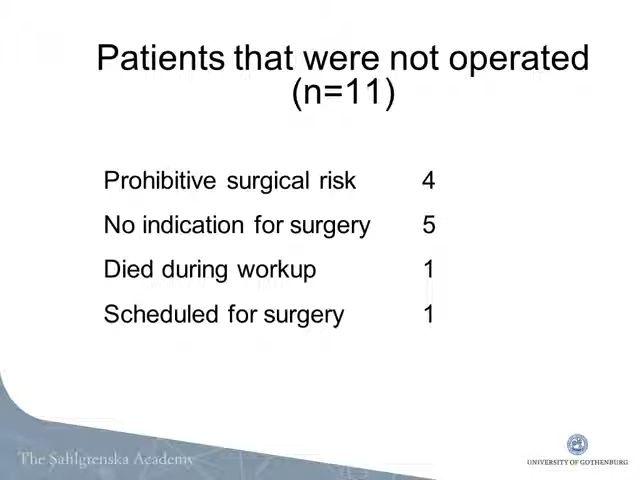 Patients that were not operated
(n=11)
Prohibitive surgical risk 4
No indication for surgery 5
Died during workup 1
Scheduled for surgery 1
The Sahlgrenska Academy
UNIVERSITY OF GOTHENBURG